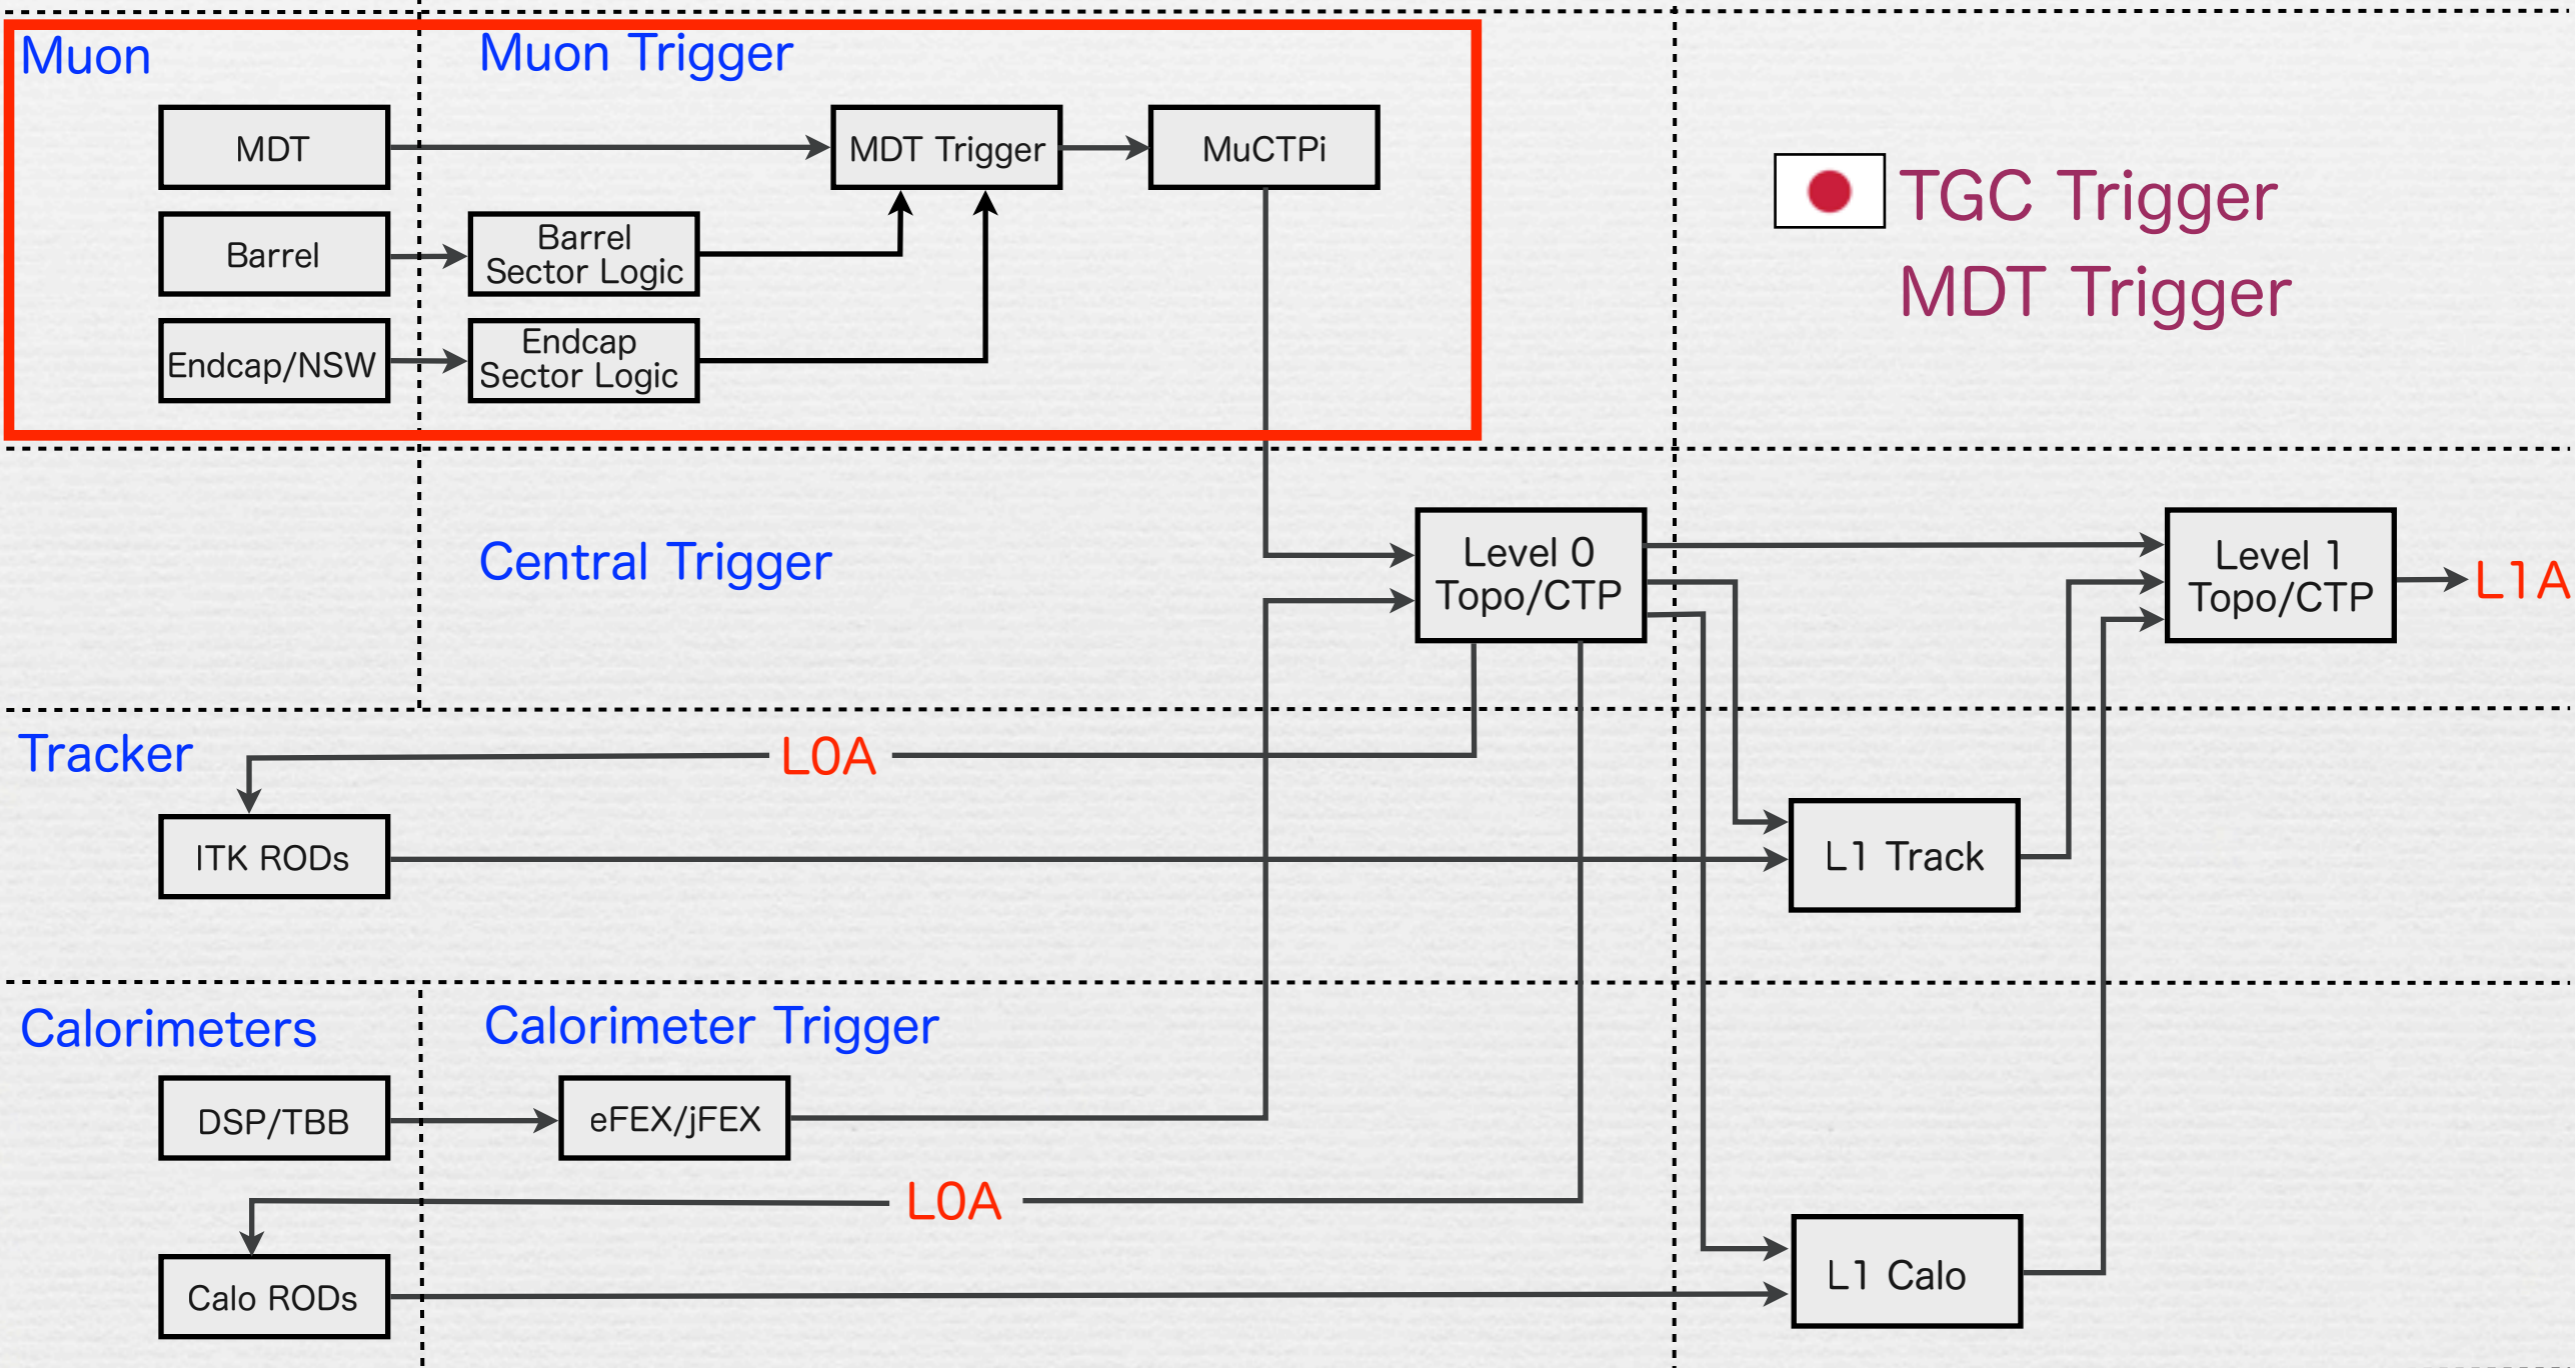 Muon
Muon Trigger
MDT
MDT Trigger
MuCTPi
TGC Trigger
MDT Trigger
Barrel
Barrel
Sector Logic
Endcap/NSW
Endcap
Sector Logic
Central Trigger
Level 0
Topo/CTP
Level 1
Topo/CTP
L1A
Tracker
L0A
ITK RODs
L1 Track
Calorimeters
Calorimeter Trigger
DSP/TBB
eFEX/jFEX
L0A
Calo RODs
L1 Calo